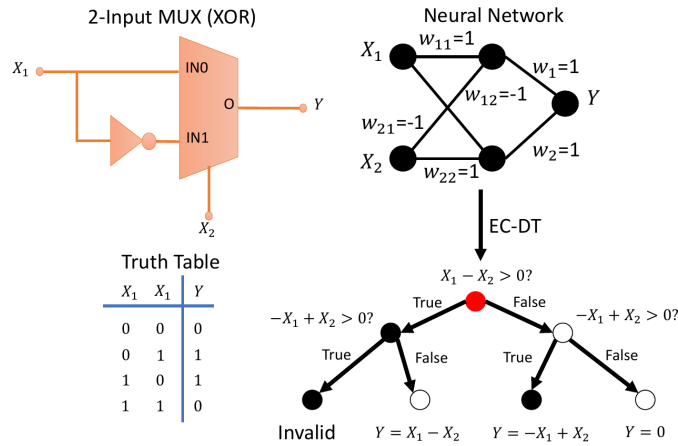 2-Input MUX (XOR)
X₁
IN0
IN1
O
Y
X₂
Truth Table
X₁ X₁ Y
0 0 0
0 1 1
1 0 1
1 1 0
Neural Network
X₁
w₁₁=1
w₁=1
w₁₂=-1
Y
w₂₁=-1
X₂
w₂₂=1
w₂=1
EC-DT
X₁ − X₂ > 0?
True False
−X₁ + X₂ > 0? −X₁ + X₂ > 0?
True False True False
Invalid Y = X₁ − X₂ Y = −X₁ + X₂ Y = 0